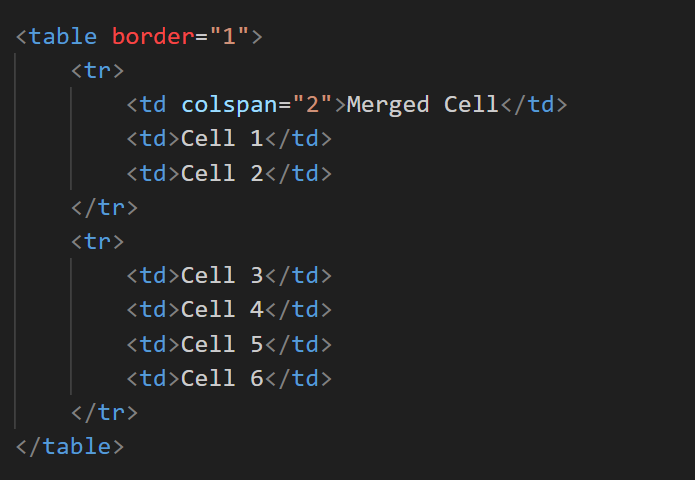 <table border="1">
<tr>
<td colspan="2">Merged Cell</td>
<td>Cell 1</td>
<td>Cell 2</td>
</tr>
<tr>
<td>Cell 3</td>
<td>Cell 4</td>
<td>Cell 5</td>
<td>Cell 6</td>
</tr>
</table>